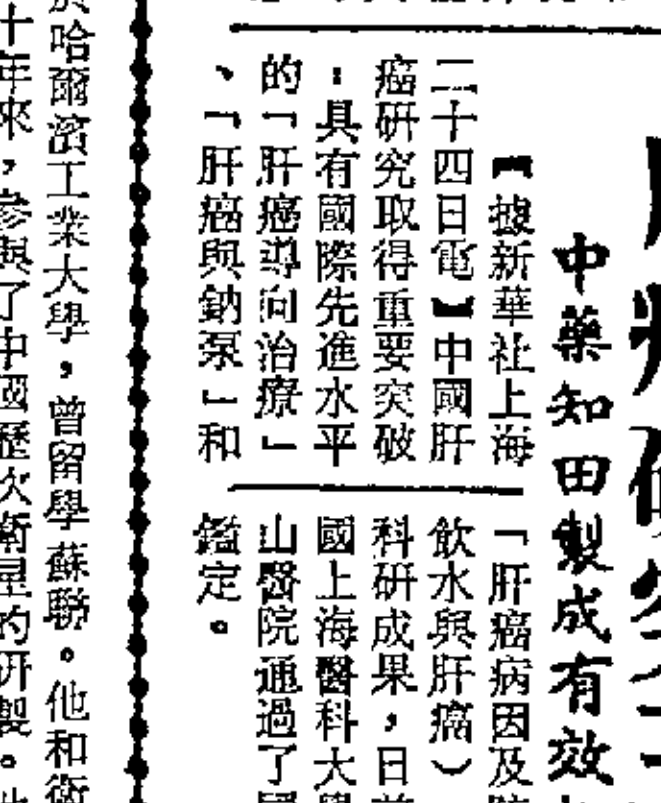 中藥知田製成有效
【據新華社上海
二十四日電】中國肝
癌研究取得重要突破
：具有國際先進水平
的「肝癌導向治療」
、「肝癌與鈉泵」和
「肝癌病因及
飲水與肝癌）
科研成果，日
國上海醫科大
山醫院通過了
鑑定。
於哈爾濱工業大學，曾留學蘇聯。他和衛
十年來，參與了中國歷次衛星的研製。